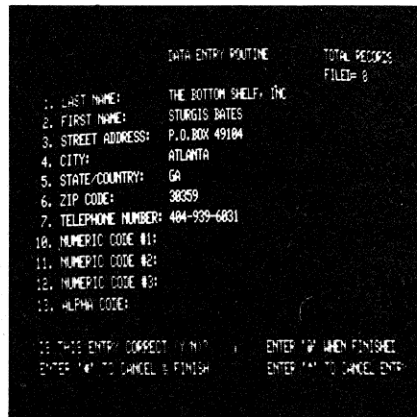 DATA ENTRY ROUTINE TOTAL RECORDS
FILED= 0
1. LAST NAME: THE BOTTOM SHELF, INC
2. FIRST NAME: STURGIS BATES
3. STREET ADDRESS: P.O.BOX 49104
4. CITY: ATLANTA
5. STATE/COUNTRY: GA
6. ZIP CODE: 30359
7. TELEPHONE NUMBER: 404-939-6031
10. NUMERIC CODE #1:
11. NUMERIC CODE #2:
12. NUMERIC CODE #3:
13. ALPHA CODE:
IS THIS ENTRY CORRECT (Y/N)? ENTER '@' WHEN FINISHED
ENTER '#' TO CANCEL & FINISH ENTER '^' TO CANCEL ENTRY